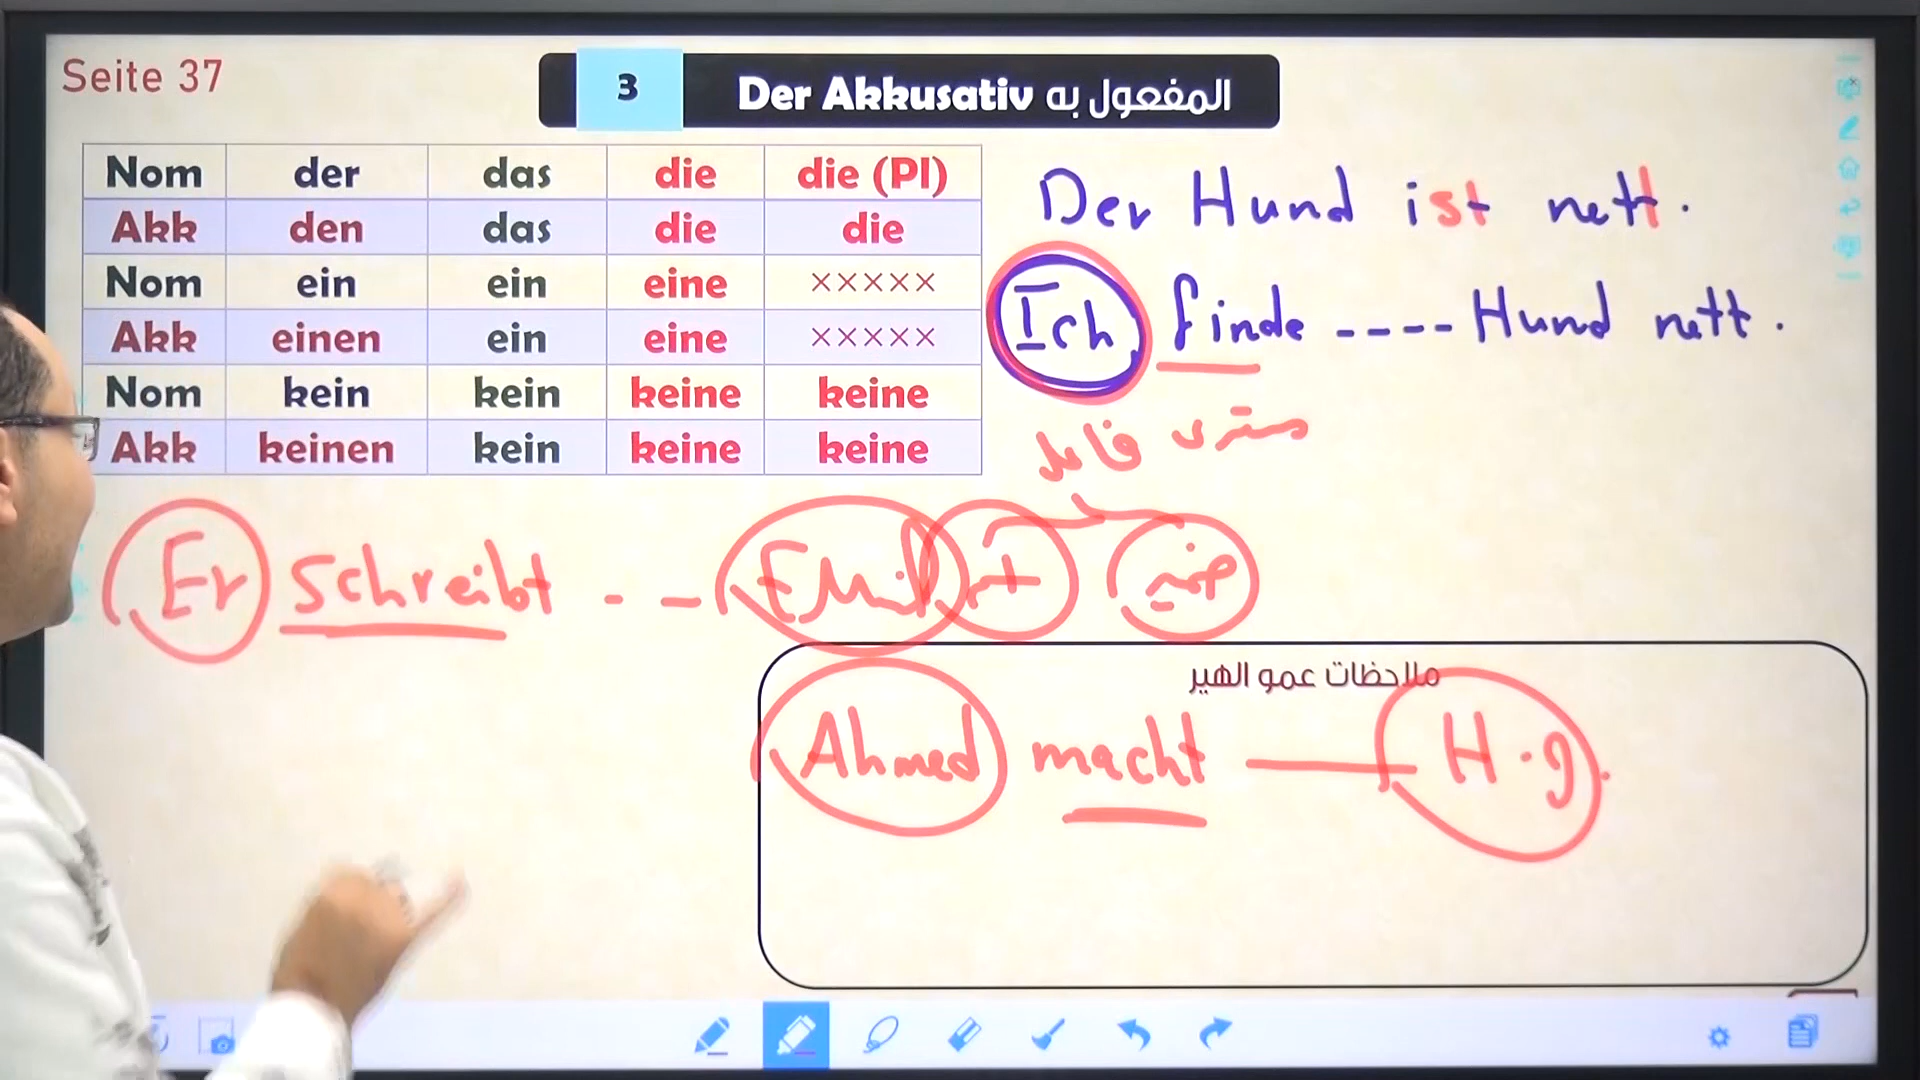 Seite 37
3
Der Akkusativ المفعول به
Nom der das die die (Pl)
Akk den das die die
Nom ein ein eine ×××××
Akk einen ein eine ×××××
Nom kein kein keine keine
Akk keinen kein keine keine
Der Hund ist nett.
Ich finde ---- Hund nett.
فاعل
Er schreibt - - EMail
ملاحظات عمو الهير
Ahmed macht — H.g.